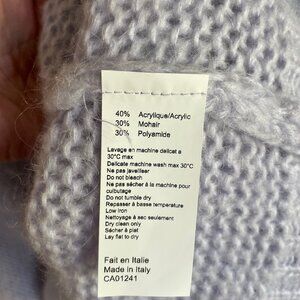 40% Acrylique/Acrylic
30% Mohair
30% Polyamide
Lavage en machine delicat a
30°C max
Delicate machine wash max 30°C
Ne pas javelliser
Do not bleach
Ne pas sécher à la machine pour
culbutage
Do not tumble dry
Repasser à basse temperature
Low iron
Nettoyage à sec seulement
Dry clean only
Sécher à plat
Lay flat to dry
Fait en Italie
Made in Italy
CA01241